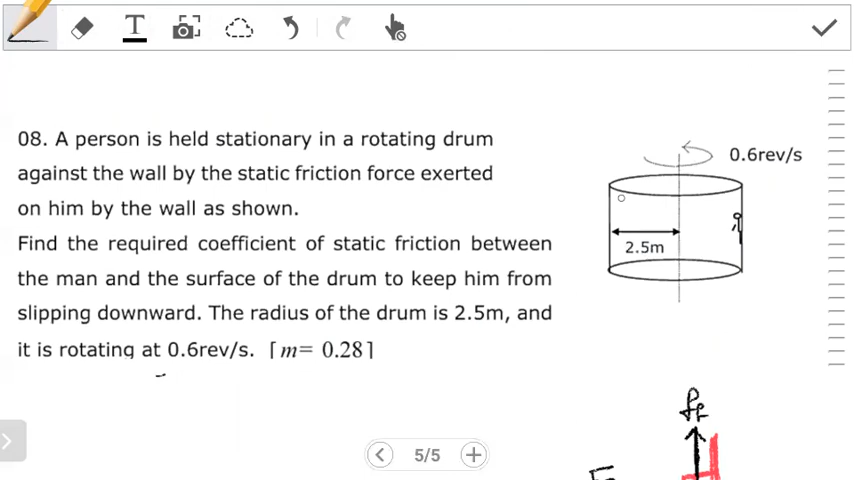 T
08. A person is held stationary in a rotating drum
against the wall by the static friction force exerted
on him by the wall as shown.
Find the required coefficient of static friction between
the man and the surface of the drum to keep him from
slipping downward. The radius of the drum is 2.5m, and
it is rotating at 0.6rev/s. [m= 0.28]
0.6rev/s
2.5m
5/5